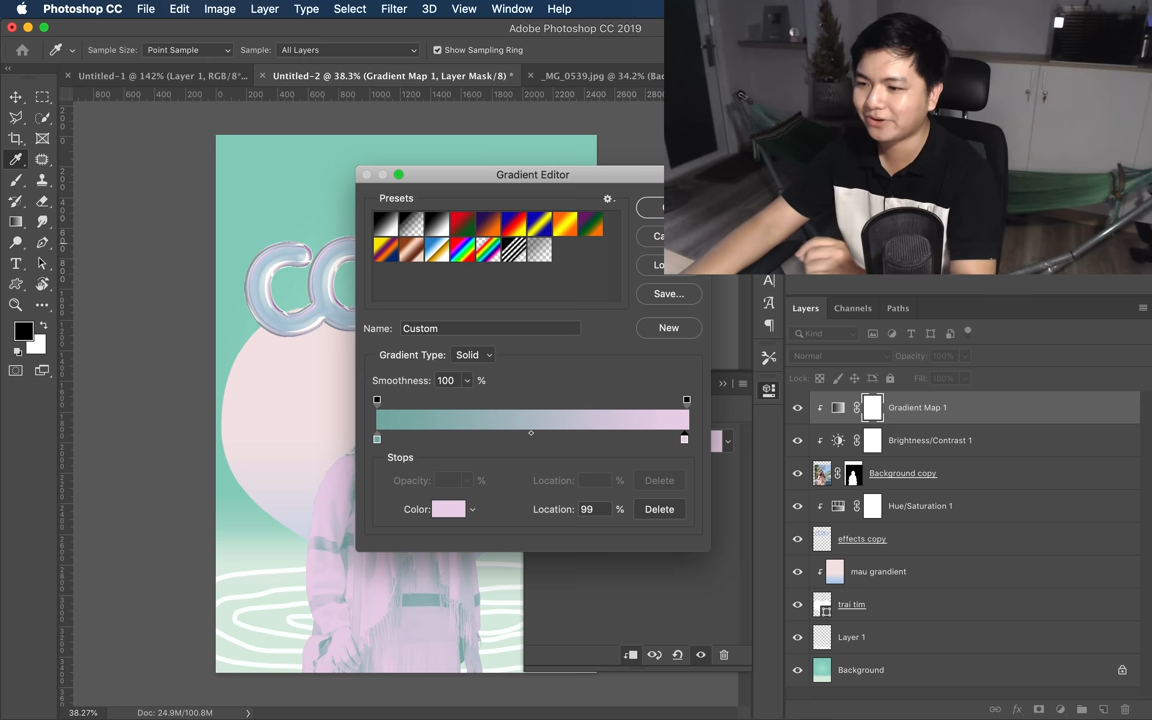 Photoshop CC File Edit Image Layer Type Select Filter 3D View Window Help
Adobe Photoshop CC 2019
Sample Size: Point Sample Sample: All Layers Show Sampling Ring
Untitled-1 @ 142% (Layer 1, RGB/8*... Untitled-2 @ 38.3% (Gradient Map 1, Layer Mask/8) * _MG_0539.jpg @ 34.2% (Bac
800 600 400 200 0 200 400 600 800 1000 1200 1400 1600 1800 2000 2200 2400 2600 2800
Gradient Editor
Presets
Ca
Lo
Save...
Name: Custom
New
Gradient Type: Solid
Smoothness: 100 %
Stops
Opacity: % Location: % Delete
Color: Location: 99 % Delete
Layers Channels Paths
Kind
Normal Opacity: 100%
Lock: Fill: 100%
Gradient Map 1
Brightness/Contrast 1
Background copy
Hue/Saturation 1
effects copy
mau grandient
trai tim
Layer 1
Background
38.27% Doc: 24.9M/100.8M